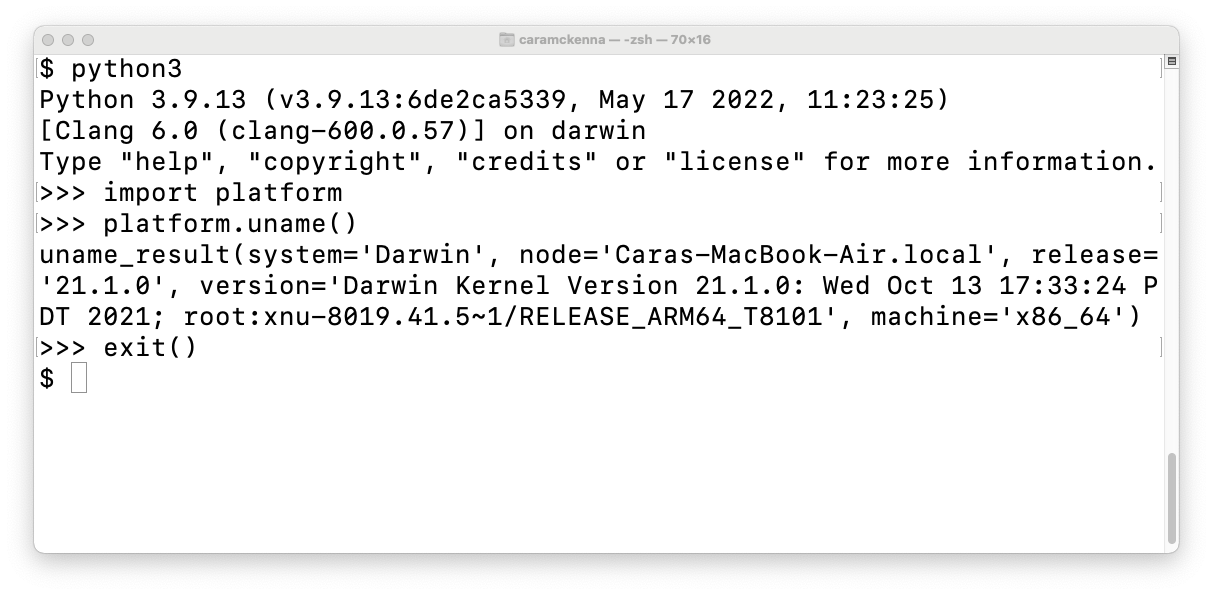 caramckenna — -zsh — 70×16
[$ python3 ]
Python 3.9.13 (v3.9.13:6de2ca5339, May 17 2022, 11:23:25)
[Clang 6.0 (clang-600.0.57)] on darwin
Type "help", "copyright", "credits" or "license" for more information.
[>>> import platform ]
[>>> platform.uname() ]
uname_result(system='Darwin', node='Caras-MacBook-Air.local', release=
'21.1.0', version='Darwin Kernel Version 21.1.0: Wed Oct 13 17:33:24 P
DT 2021; root:xnu-8019.41.5~1/RELEASE_ARM64_T8101', machine='x86_64')
[>>> exit() ]
$